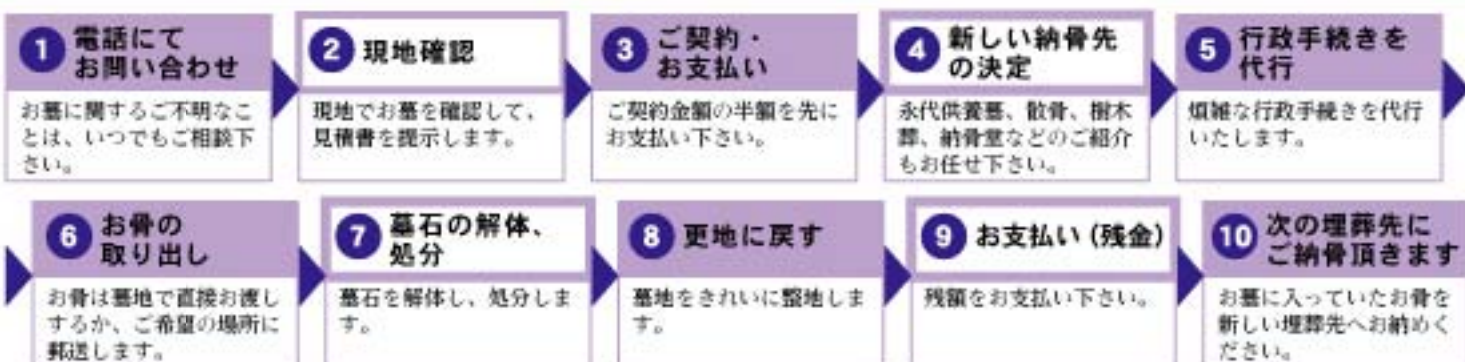 1 電話にて
お問い合わせ
お墓に関するご不明なこ
とは、いつでもご相談下
さい。
2 現地確認
現地でお墓を確認して、
見積書を提示します。
3 ご契約・
お支払い
ご契約金額の半額を先に
お支払い下さい。
4 新しい納骨先
の決定
永代供養墓、散骨、樹木
葬、納骨堂などのご紹介
もお任せ下さい。
5 行政手続きを
代行
煩雑な行政手続きを代行
いたします。
6 お骨の
取り出し
お骨は墓地で直接お渡し
するか、ご希望の場所に
郵送します。
7 墓石の解体、
処分
墓石を解体し、処分しま
す。
8 更地に戻す
墓地をきれいに整地しま
す。
9 お支払い（残金）
残額をお支払い下さい。
10 次の埋葬先に
ご納骨頂きます
お墓に入っていたお骨を
新しい埋葬先へお納めく
ださい。